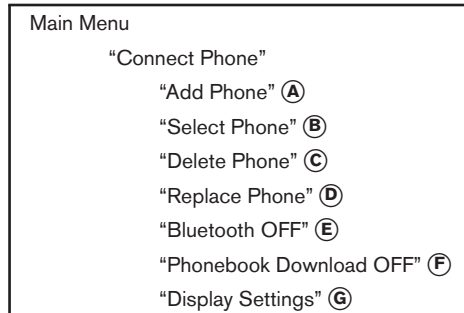 Main Menu
“Connect Phone”
“Add Phone” Ⓐ
“Select Phone” Ⓑ
“Delete Phone” Ⓒ
“Replace Phone” Ⓓ
“Bluetooth OFF” Ⓔ
“Phonebook Download OFF” Ⓕ
“Display Settings” Ⓖ